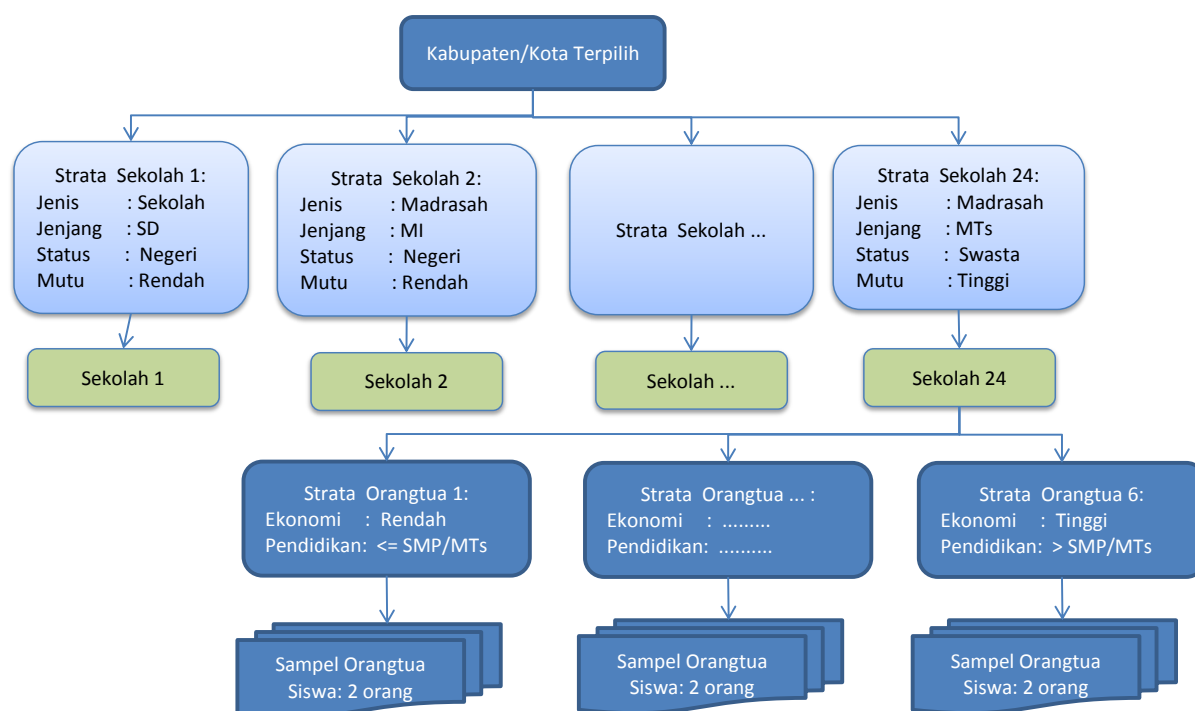 Kabupaten/Kota Terpilih
Strata Sekolah 1:
Jenis : Sekolah
Jenjang : SD
Status : Negeri
Mutu : Rendah
Strata Sekolah 2:
Jenis : Madrasah
Jenjang : MI
Status : Negeri
Mutu : Rendah
Strata Sekolah ...
Strata Sekolah 24:
Jenis : Madrasah
Jenjang : MTs
Status : Swasta
Mutu : Tinggi
Sekolah 1
Sekolah 2
Sekolah ...
Sekolah 24
Strata Orangtua 1:
Ekonomi : Rendah
Pendidikan: <= SMP/MTs
Strata Orangtua ... :
Ekonomi : .........
Pendidikan: ..........
Strata Orangtua 6:
Ekonomi : Tinggi
Pendidikan: > SMP/MTs
Sampel Orangtua
Siswa: 2 orang
Sampel Orangtua
Siswa: 2 orang
Sampel Orangtua
Siswa: 2 orang